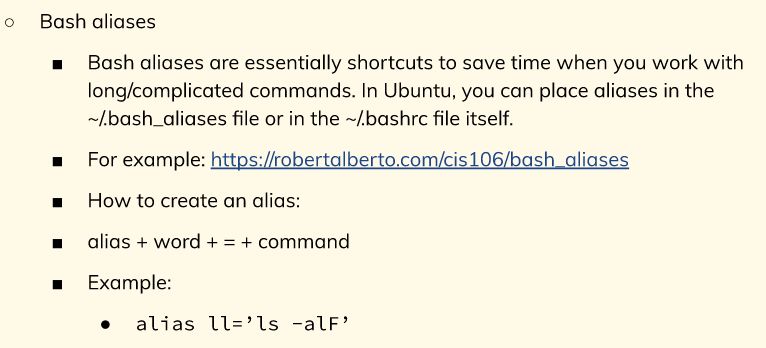 ○ Bash aliases
■ Bash aliases are essentially shortcuts to save time when you work with
long/complicated commands. In Ubuntu, you can place aliases in the
~/.bash_aliases file or in the ~/.bashrc file itself.
■ For example: https://robertalberto.com/cis106/bash_aliases
■ How to create an alias:
■ alias + word + = + command
■ Example:
● alias ll=’ls -alF’